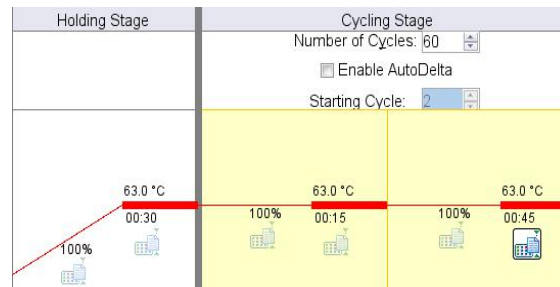 Holding Stage
Cycling Stage
Number of Cycles: 60
Enable AutoDelta
Starting Cycle: 2
63.0 °C
63.0 °C
63.0 °C
100%
00:30
100%
00:15
100%
00:45